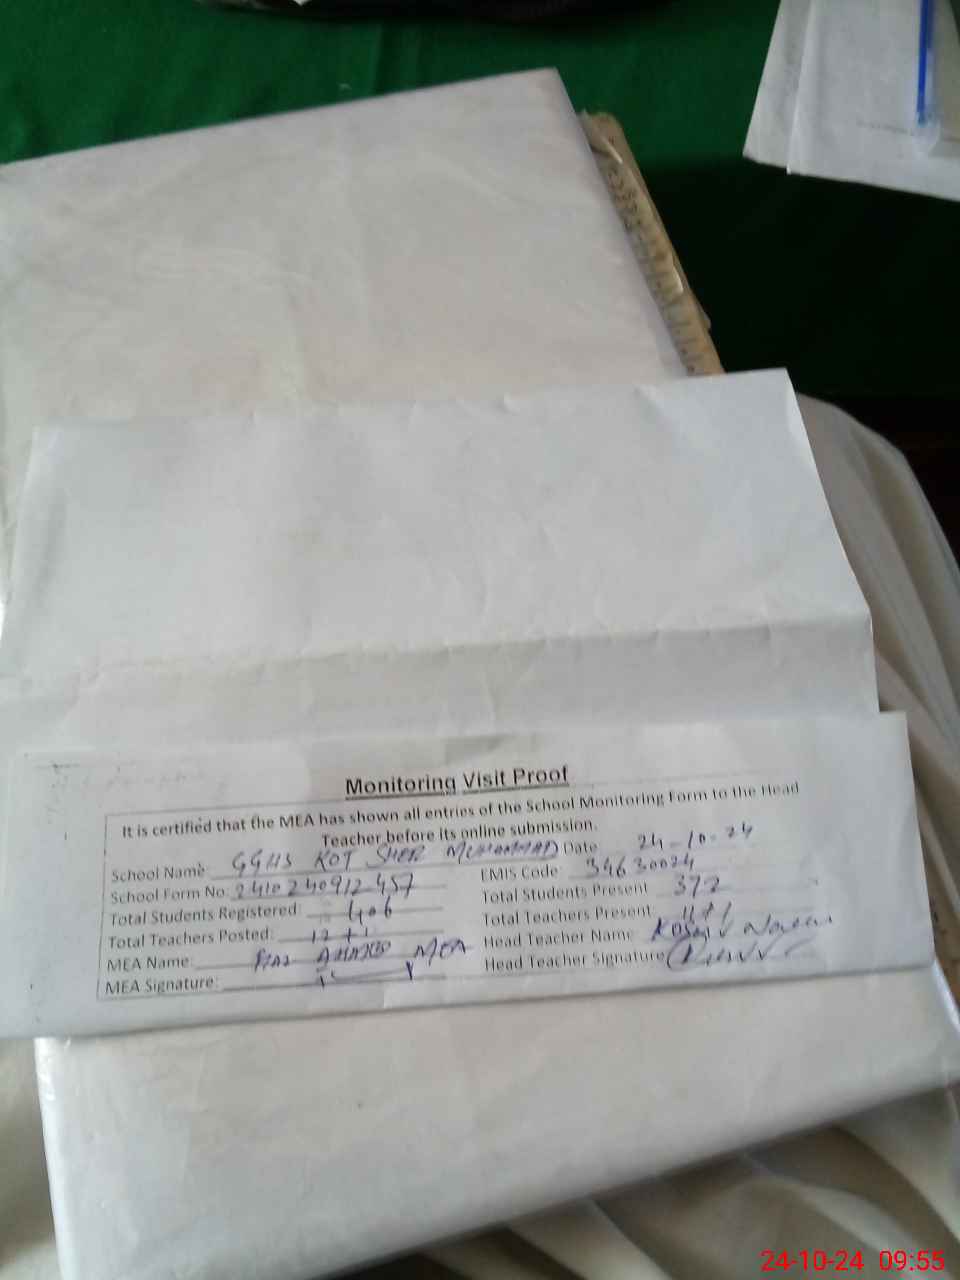 Monitoring Visit Proof
It is certified that the MEA has shown all entries of the School Monitoring Form to the Head
Teacher before its online submission.
School Name: GGHS KOT SHER MUHAMMAD Date 24-10-24
School Form No: 2410240912457 EMIS Code: 34630024
Total Students Registered: 406 Total Students Present 372
Total Teachers Posted: 12+1 Total Teachers Present 11+1
MEA Name: AHMED MEA Head Teacher Name
MEA Signature: Head Teacher Signature
24-10-24 09:55